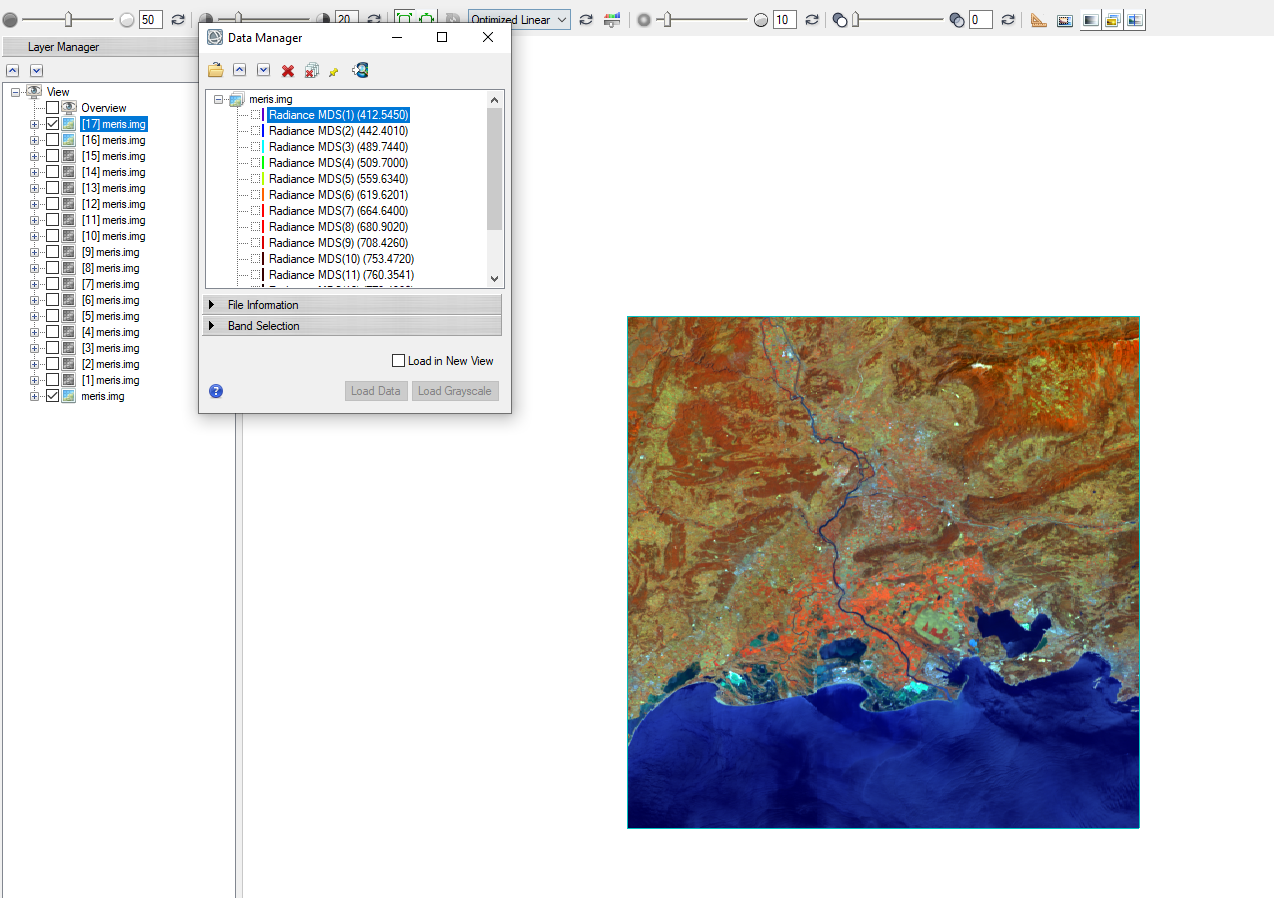 50
20
Optimized Linear
10
0
Layer Manager
View
Overview
[17] meris.img
[16] meris.img
[15] meris.img
[14] meris.img
[13] meris.img
[12] meris.img
[11] meris.img
[10] meris.img
[9] meris.img
[8] meris.img
[7] meris.img
[6] meris.img
[5] meris.img
[4] meris.img
[3] meris.img
[2] meris.img
[1] meris.img
meris.img
Data Manager
meris.img
Radiance MDS(1) (412.5450)
Radiance MDS(2) (442.4010)
Radiance MDS(3) (489.7440)
Radiance MDS(4) (509.7000)
Radiance MDS(5) (559.6340)
Radiance MDS(6) (619.6201)
Radiance MDS(7) (664.6400)
Radiance MDS(8) (680.9020)
Radiance MDS(9) (708.4260)
Radiance MDS(10) (753.4720)
Radiance MDS(11) (760.3541)
File Information
Band Selection
Load in New View
Load Data
Load Grayscale